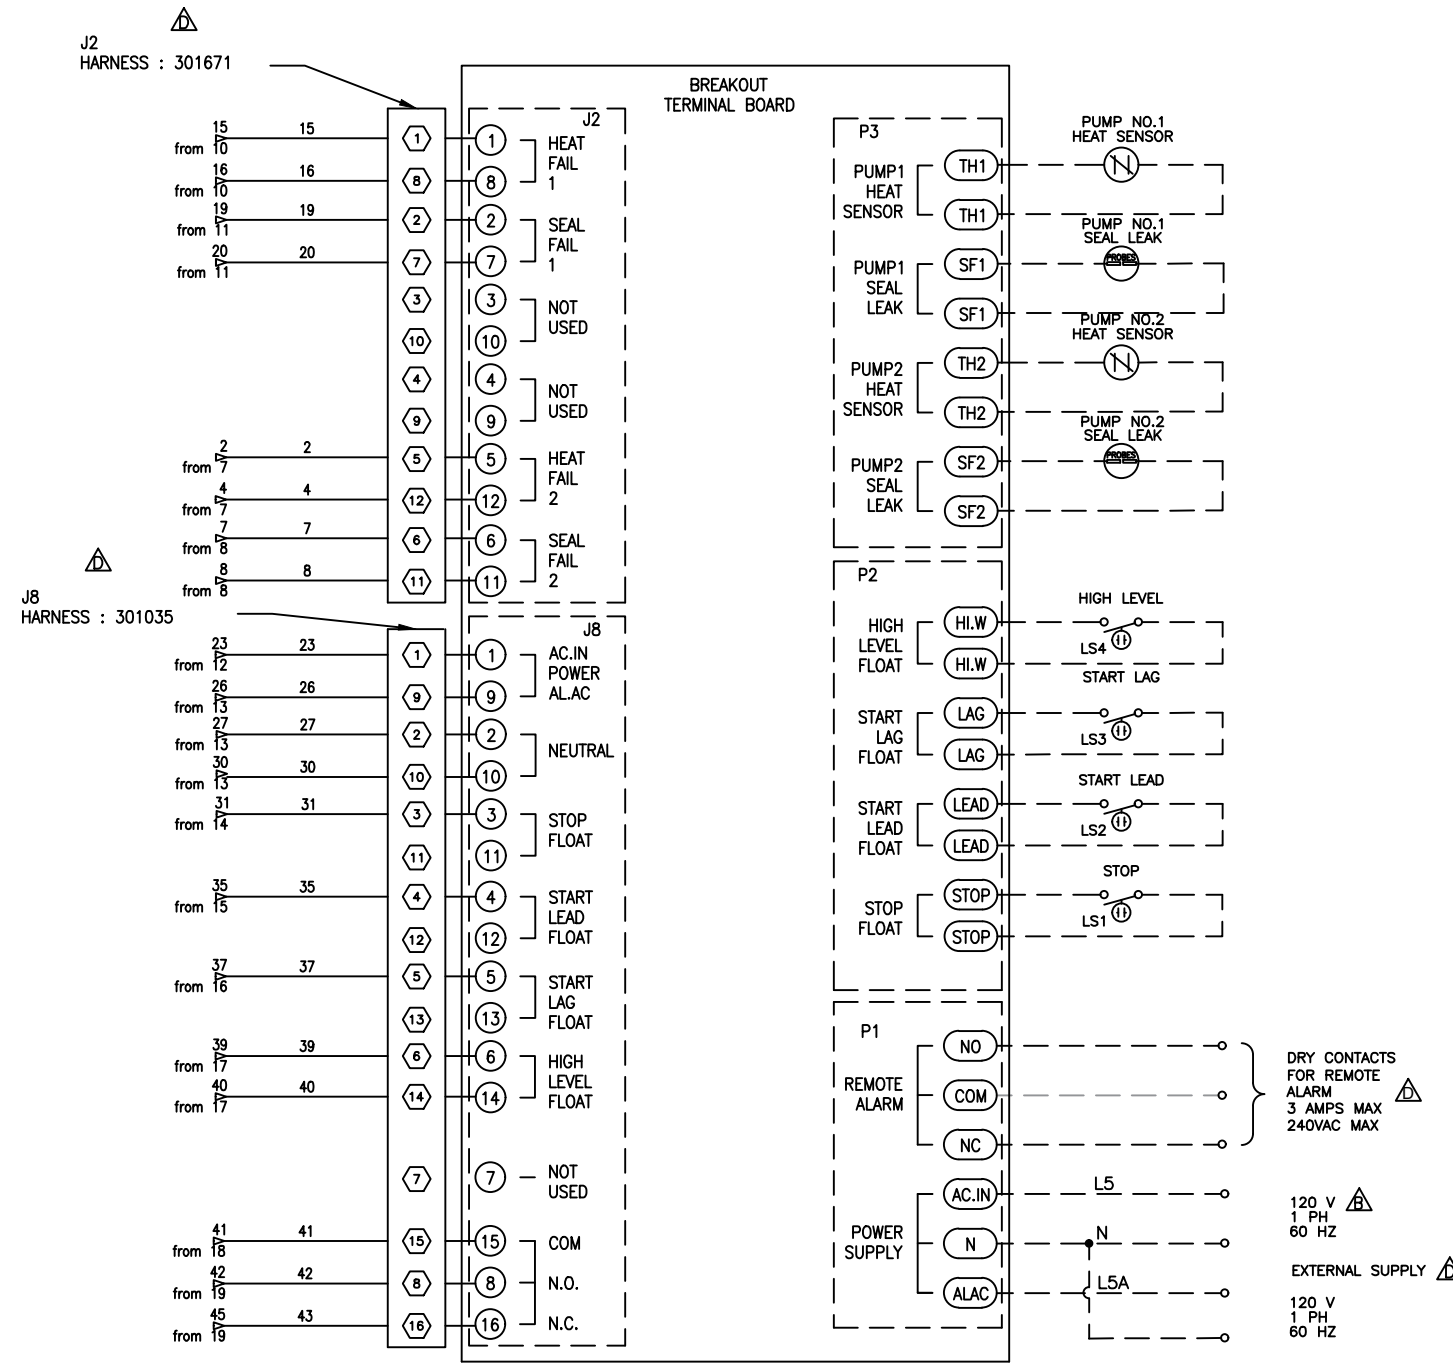 D
J2
HARNESS : 301671
BREAKOUT
TERMINAL BOARD
J2
15
from 10
15
1
1
HEAT
FAIL
1
16
from 10
16
8
8
19
from 11
19
2
2
SEAL
FAIL
1
20
from 11
20
7
7
3
3
NOT
USED
10
10
4
4
NOT
USED
9
9
2
from 7
2
5
5
HEAT
FAIL
2
4
from 7
4
12
12
7
from 8
7
6
6
SEAL
FAIL
2
8
from 8
8
11
11
D
J8
HARNESS : 301035
J8
23
from 12
23
1
1
AC.IN
POWER
AL.AC
26
from 13
26
9
9
27
from 13
27
2
2
NEUTRAL
30
from 13
30
10
10
31
from 14
31
3
3
STOP
FLOAT
11
11
35
from 15
35
4
4
START
LEAD
FLOAT
12
12
37
from 16
37
5
5
START
LAG
FLOAT
13
13
39
from 17
39
6
6
HIGH
LEVEL
FLOAT
40
from 17
40
14
14
7
7
NOT
USED
41
from 18
41
15
15
COM
42
from 19
42
8
8
N.O.
45
from 19
43
16
16
N.C.
P3
PUMP1
HEAT
SENSOR
TH1
TH1
PUMP NO.1
HEAT SENSOR
PUMP1
SEAL
LEAK
SF1
SF1
PUMP NO.1
SEAL LEAK
PROBES
PUMP2
HEAT
SENSOR
TH2
TH2
PUMP NO.2
HEAT SENSOR
PUMP2
SEAL
LEAK
SF2
SF2
PUMP NO.2
SEAL LEAK
PROBES
P2
HIGH
LEVEL
FLOAT
HI.W
HI.W
HIGH LEVEL
LS4
START
LAG
FLOAT
LAG
LAG
START LAG
LS3
START
LEAD
FLOAT
LEAD
LEAD
START LEAD
LS2
STOP
FLOAT
STOP
STOP
STOP
LS1
P1
REMOTE
ALARM
NO
COM
NC
DRY CONTACTS
FOR REMOTE
ALARM
3 AMPS MAX
240VAC MAX
D
POWER
SUPPLY
AC.IN
N
ALAC
L5
N
L5A
120 V
1 PH
60 HZ
B
EXTERNAL SUPPLY
D
120 V
1 PH
60 HZ